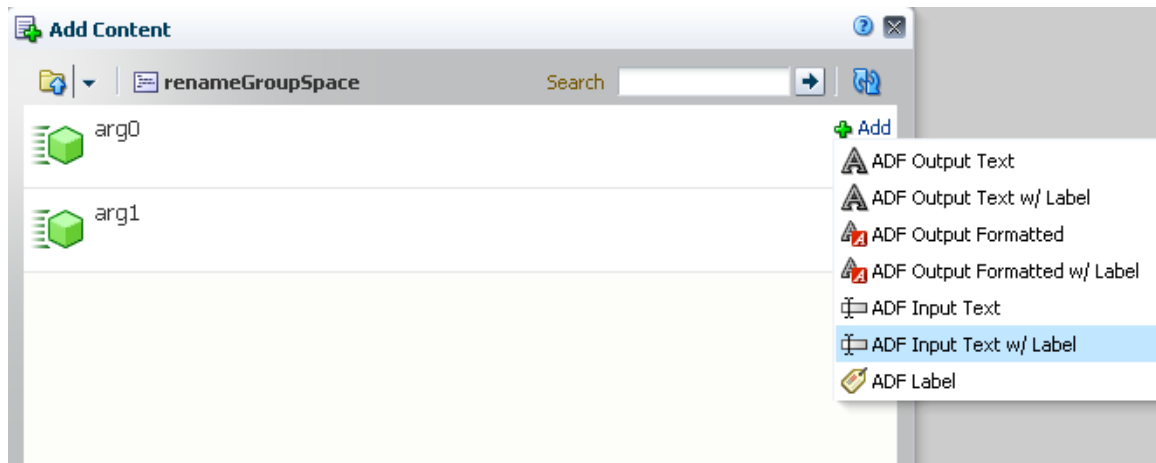 Add Content
renameGroupSpace Search
arg0 Add
arg1
ADF Output Text
ADF Output Text w/ Label
ADF Output Formatted
ADF Output Formatted w/ Label
ADF Input Text
ADF Input Text w/ Label
ADF Label